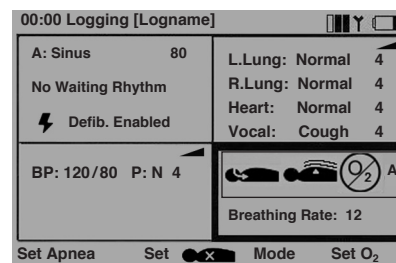 00:00 Logging [Logname]
A: Sinus 80
No Waiting Rhythm
Defib. Enabled
L.Lung: Normal 4
R.Lung: Normal 4
Heart: Normal 4
Vocal: Cough 4
BP: 120/80 P: N 4
O2 A
Breathing Rate: 12
Set Apnea Set Mode Set O2